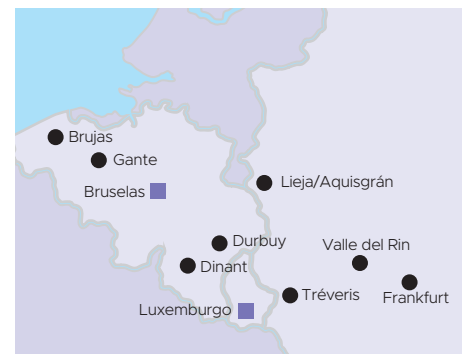 Brujas
Gante
Bruselas
Lieja/Aquisgrán
Durbuy
Valle del Rin
Dinant
Tréveris
Frankfurt
Luxemburgo